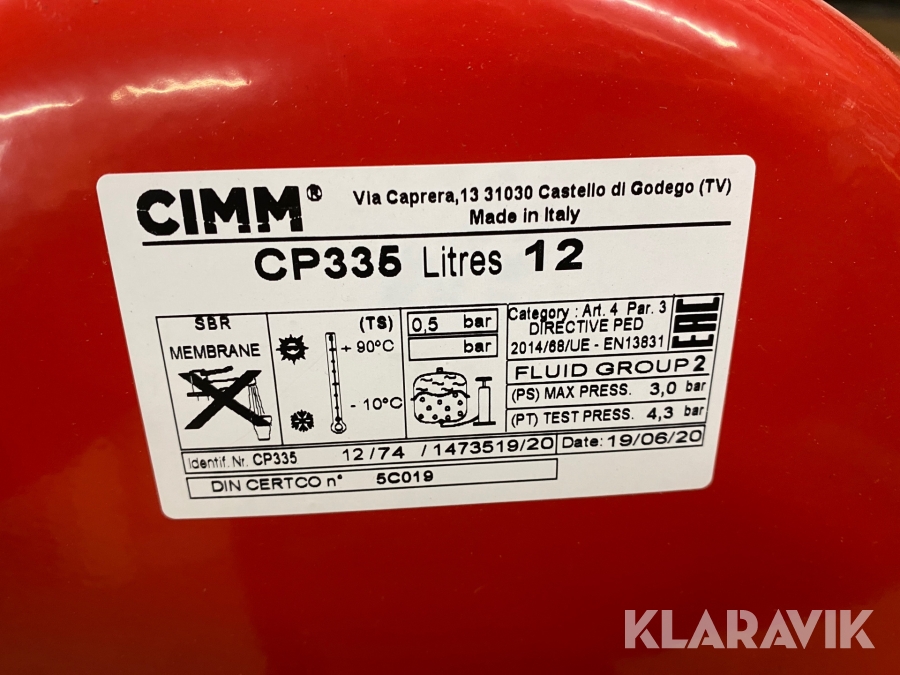 CIMM®
Via Caprera,13 31030 Castello di Godego (TV)
Made in Italy
CP335 Litres 12
SBR
MEMBRANE
(TS)
+ 90°C
- 10°C
0,5 bar
bar
Category : Art. 4 Par. 3
DIRECTIVE PED
2014/68/UE - EN13831
EAC
FLUID GROUP 2
(PS) MAX PRESS. 3,0 bar
(PT) TEST PRESS. 4,3 bar
Identif. Nr. CP335 12/74 / 1473519/20
Date: 19/06/20
DIN CERTCO n° 5C019
KLARAVIK